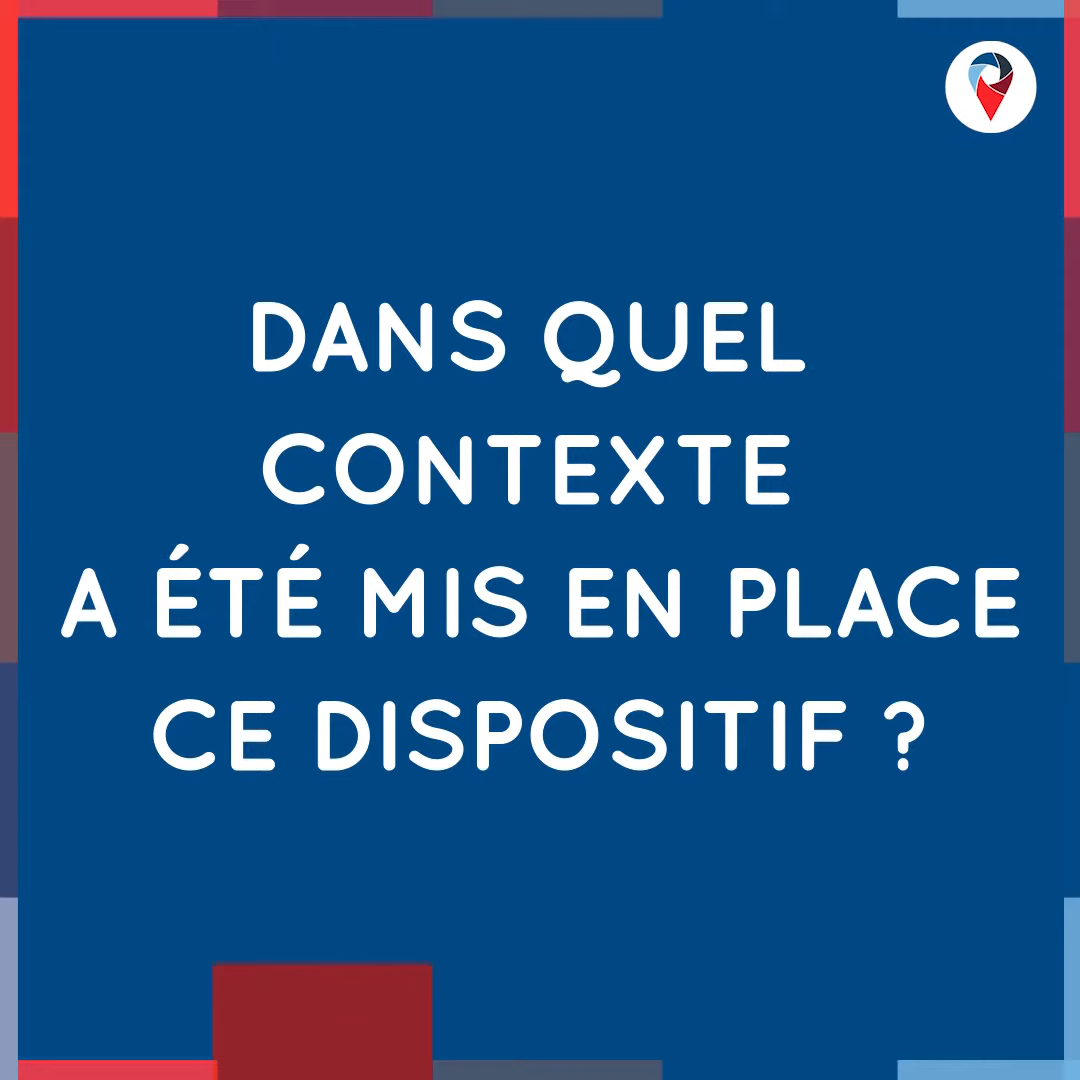 DANS QUEL
CONTEXTE
A ÉTÉ MIS EN PLACE
CE DISPOSITIF ?